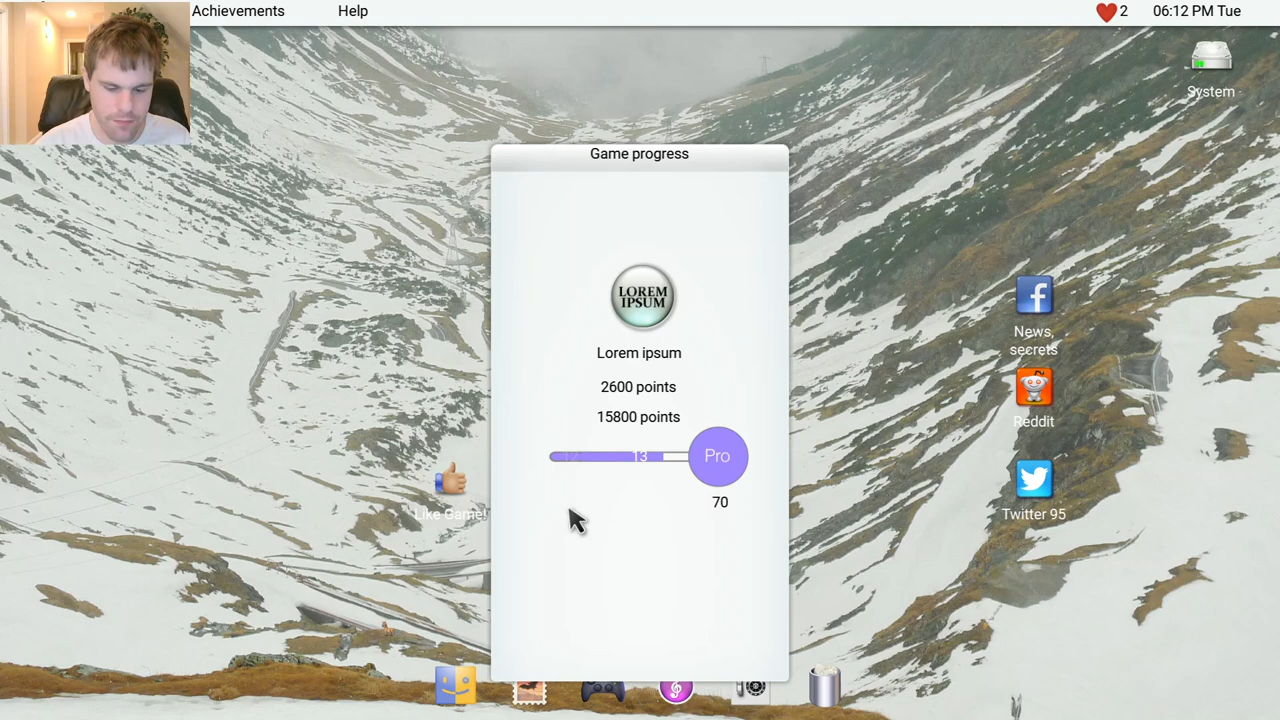 Achievements
Help
2
06:12 PM Tue
System
Game progress
LOREM
IPSUM
Lorem ipsum
2600 points
15800 points
12
13
Pro
70
News,
secrets
Reddit
Twitter 95
Like Game!